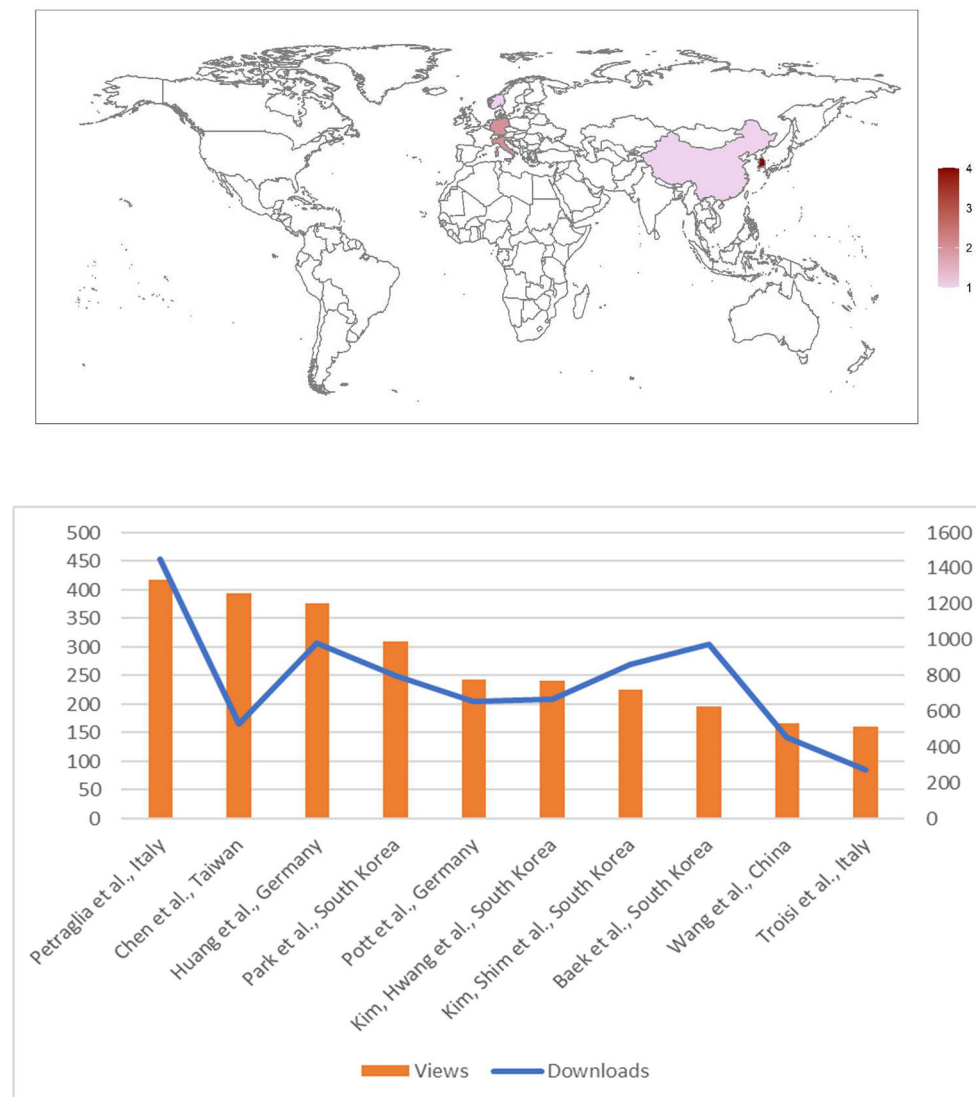 4
3
2
1
500 1600
450 1400
400 1200
350
300 1000
250 800
200 600
150 400
100
50 200
0 0
Petraglia et al., Italy
Chen et al., Taiwan
Huang et al., Germany
Park et al., South Korea
Pott et al., Germany
Kim, Hwang et al., South Korea
Kim, Shim et al., South Korea
Baek et al., South Korea
Wang et al., China
Troisi et al., Italy
Views Downloads